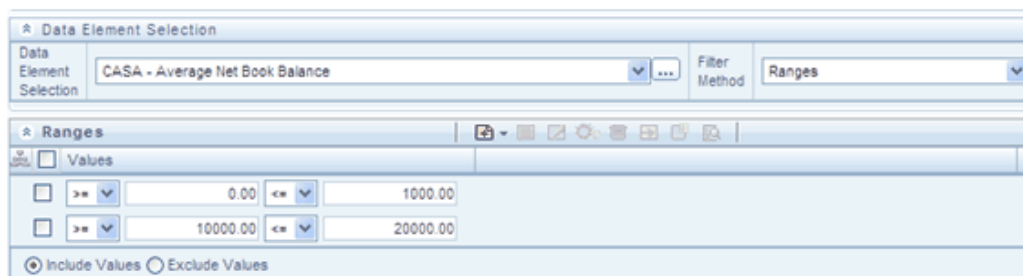 Data Element Selection
Data Element Selection
CASA - Average Net Book Balance
...
Filter Method
Ranges
Ranges
Values
>= 0.00 <= 1000.00
>= 10000.00 <= 20000.00
Include Values Exclude Values